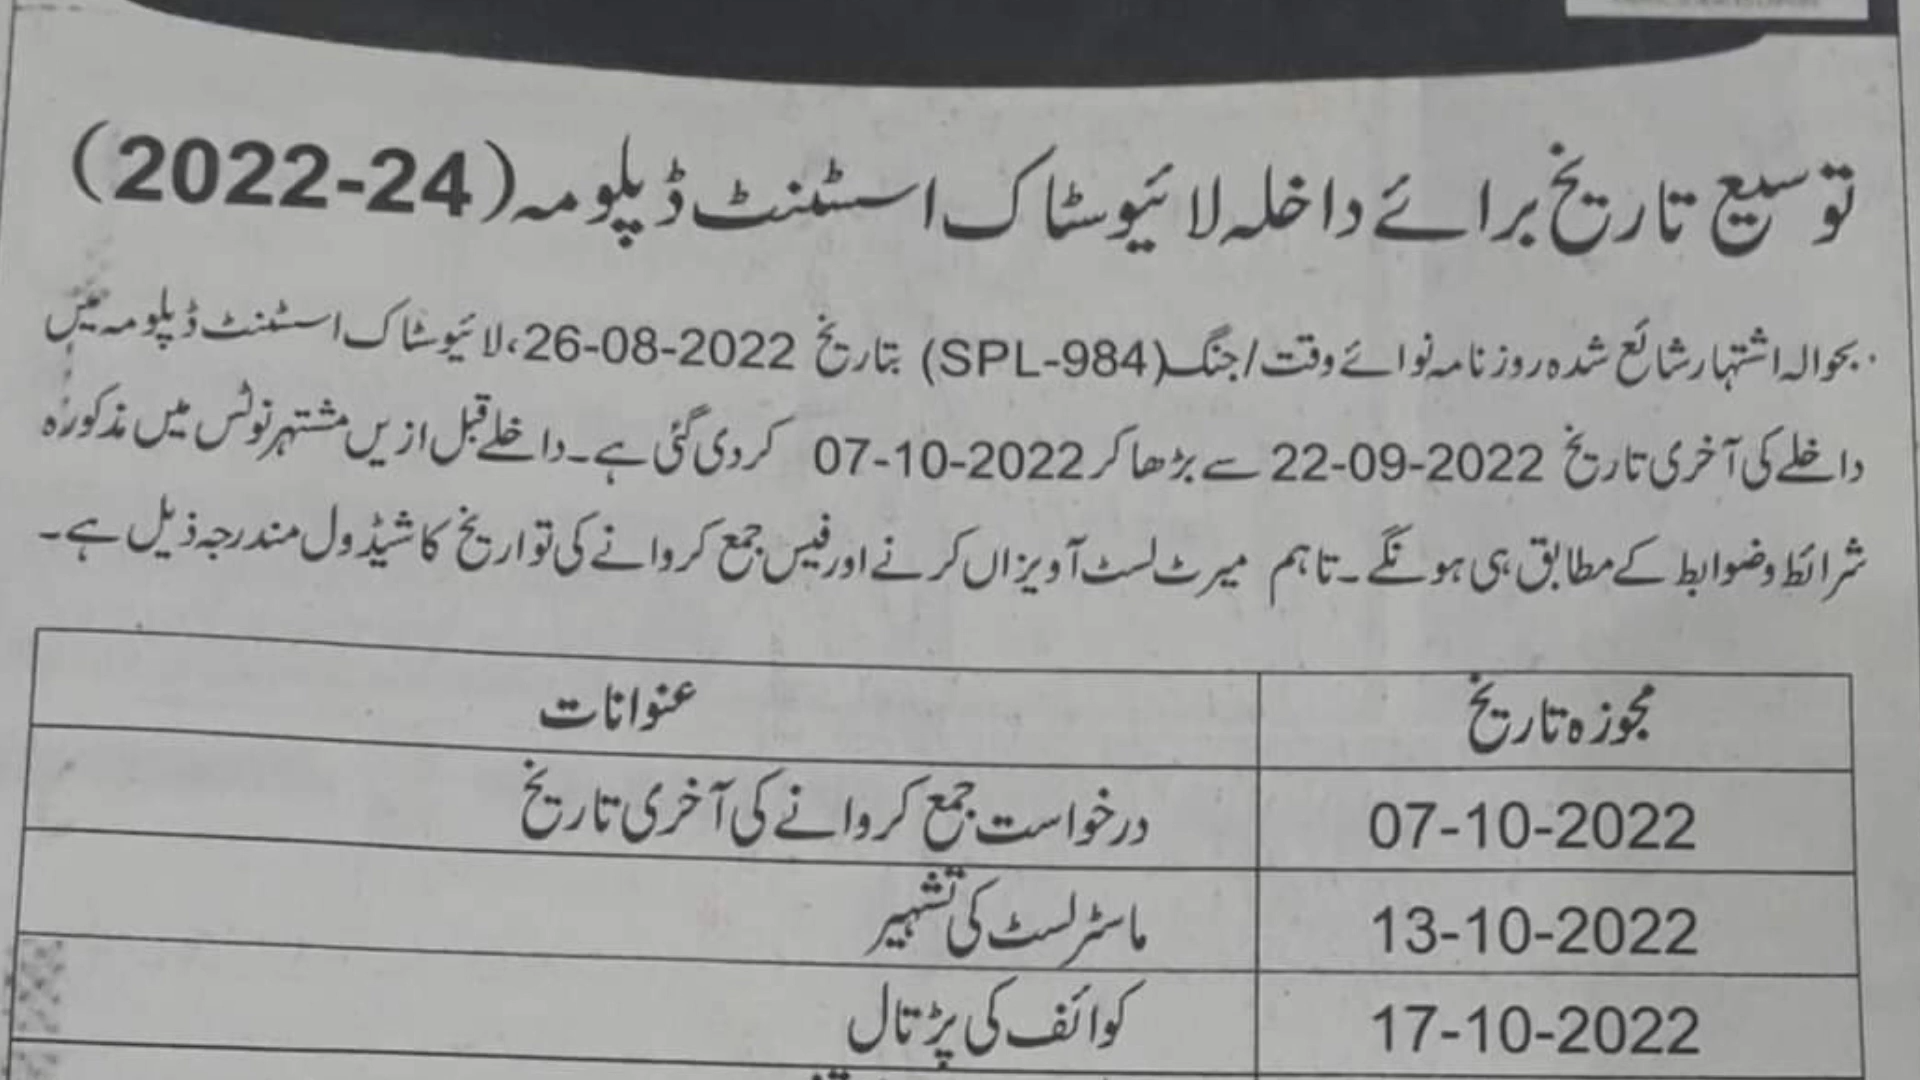 توسیع تاریخ برائے داخلہ لائیوسٹاک اسسٹنٹ ڈپلومہ (2022-24)
بحوالہ اشتہار شائع شدہ روزنامہ نوائے وقت/جنگ (SPL-984) بتاریخ 26-08-2022، لائیوسٹاک اسسٹنٹ ڈپلومہ میں
داخلے کی آخری تاریخ 22-09-2022 سے بڑھا کر 07-10-2022 کر دی گئی ہے۔ داخلے قبل ازیں مشتہر نوٹس میں مذکورہ
شرائط و ضوابط کے مطابق ہی ہونگے۔ تاہم میرٹ لسٹ آویزاں کرنے اور فیس جمع کروانے کی تواریخ کا شیڈول مندرجہ ذیل ہے۔
مجوزہ تاریخ عنوانات
07-10-2022 درخواست جمع کروانے کی آخری تاریخ
13-10-2022 ماسٹر لسٹ کی تشہیر
17-10-2022 کوائف کی پڑتال